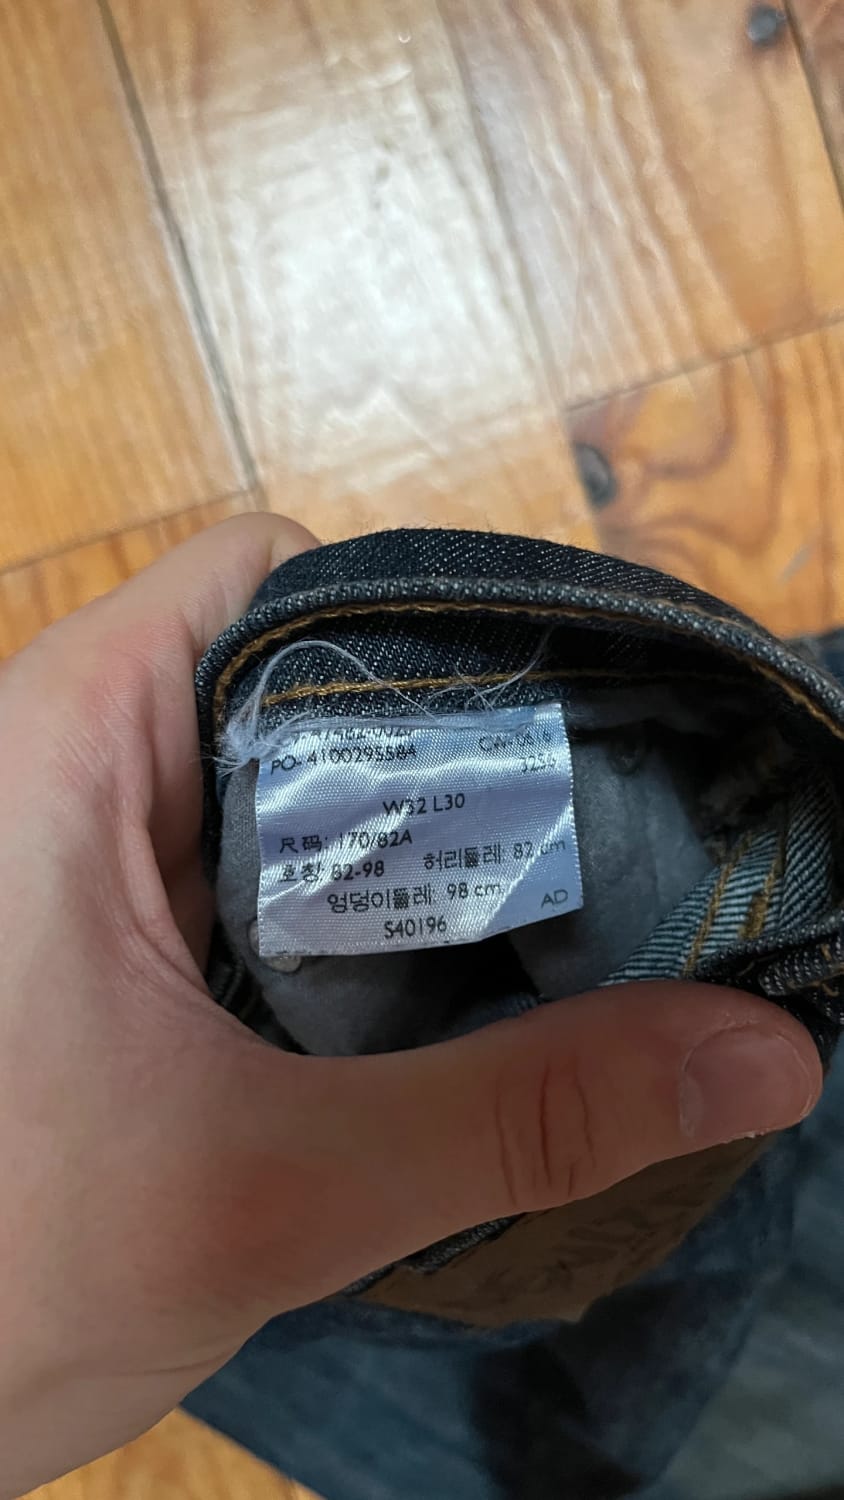 PO- 4100295584
W32 L30
尺码: 170/82A
호칭: 82-98 허리둘레: 82 cm
엉덩이둘레: 98 cm
AD
S40196